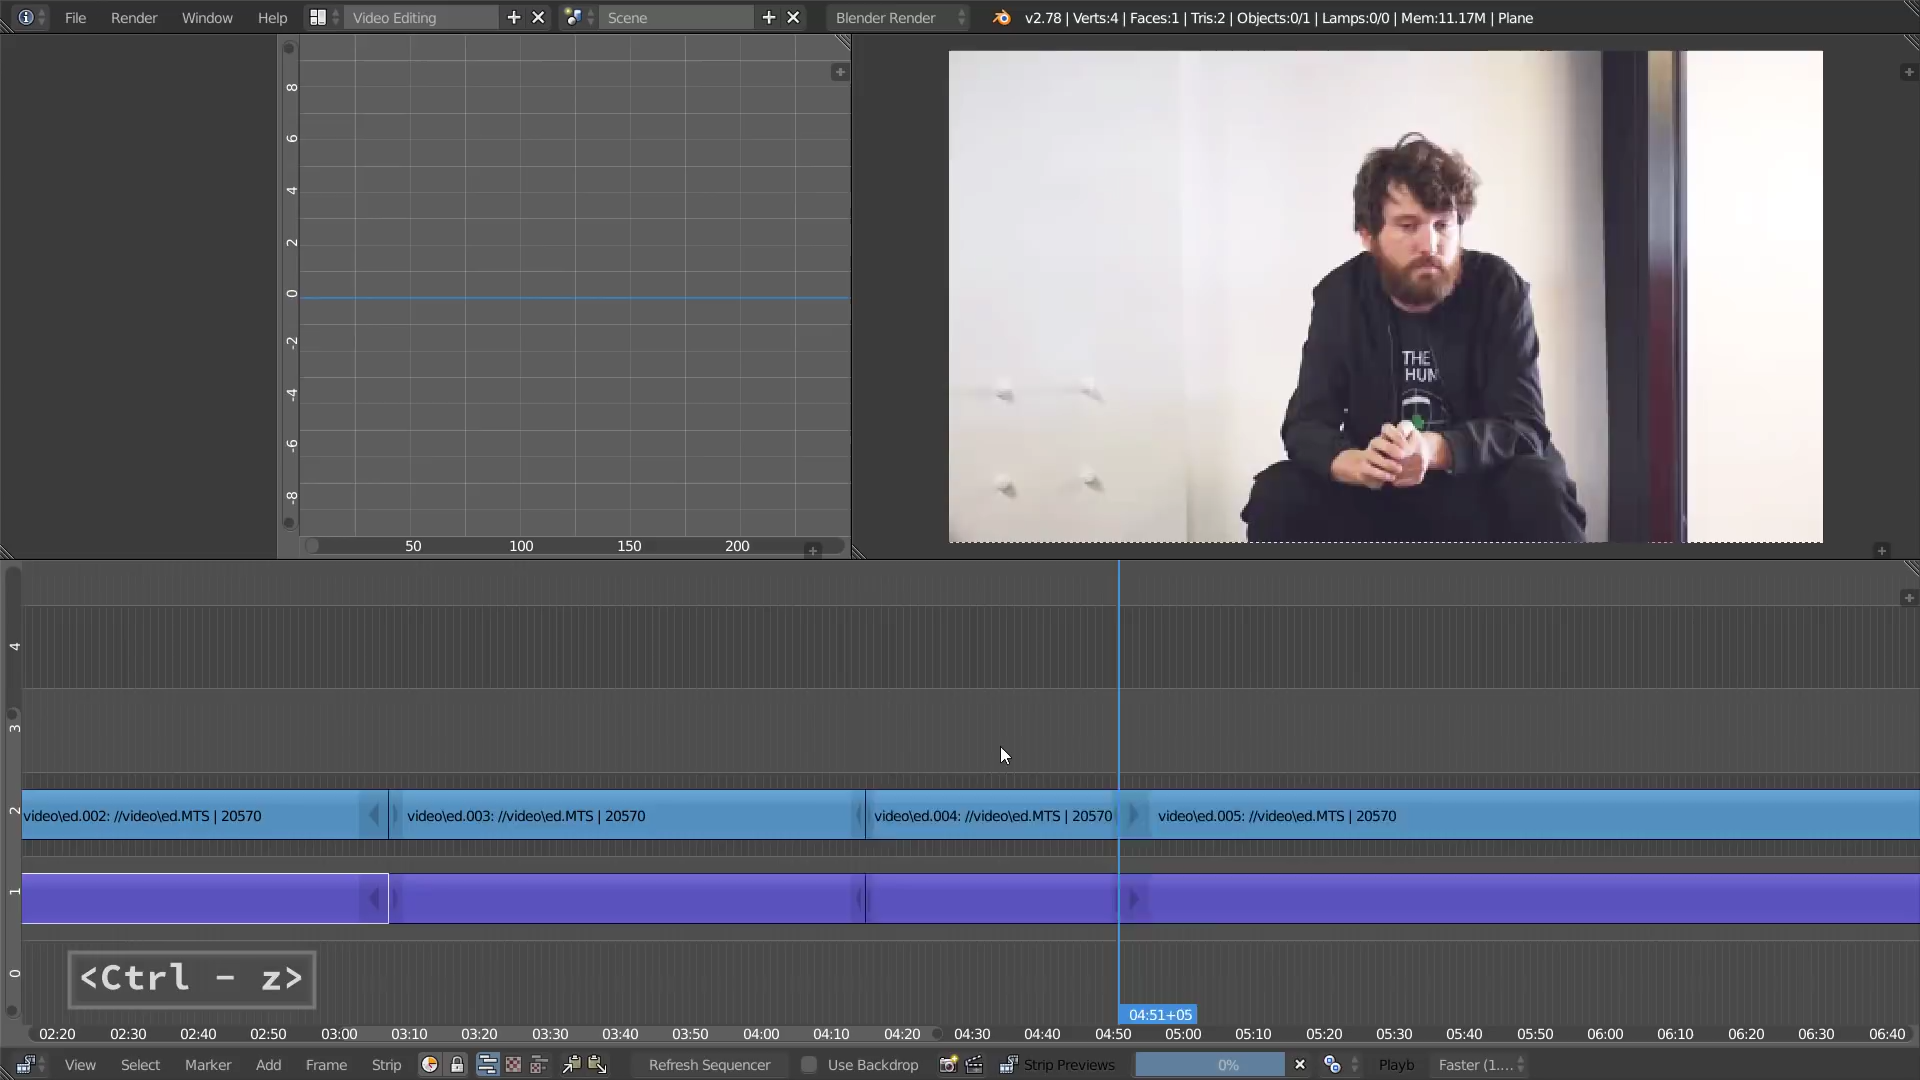 File Render Window Help Video Editing Scene Blender Render v2.78 | Verts:4 | Faces:1 | Tris:2 | Objects:0/1 | Lamps:0/0 | Mem:11.17M | Plane
8
6
4
2
0
-2
-4
-6
-8
50 100 150 200
THE
HUM
4
3
2
1
0
video\ed.002: //video\ed.MTS | 20570 video\ed.003: //video\ed.MTS | 20570 video\ed.004: //video\ed.MTS | 20570 video\ed.005: //video\ed.MTS | 20570
<Ctrl - z>
04:51+05
02:20 02:30 02:40 02:50 03:00 03:10 03:20 03:30 03:40 03:50 04:00 04:10 04:20 04:30 04:40 04:50 05:00 05:10 05:20 05:30 05:40 05:50 06:00 06:10 06:20 06:30 06:40
View Select Marker Add Frame Strip Refresh Sequencer Use Backdrop Strip Previews 0% Playb Faster (1....